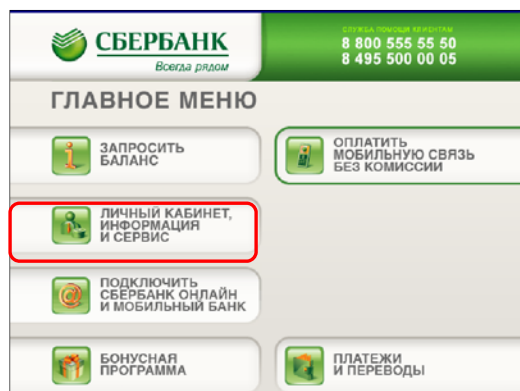 СБЕРБАНК
Всегда рядом
СЛУЖБА ПОМОЩИ КЛИЕНТАМ
8 800 555 55 50
8 495 500 00 05
ГЛАВНОЕ МЕНЮ
ЗАПРОСИТЬ
БАЛАНС
ОПЛАТИТЬ
МОБИЛЬНУЮ СВЯЗЬ
БЕЗ КОМИССИИ
ЛИЧНЫЙ КАБИНЕТ,
ИНФОРМАЦИЯ
И СЕРВИС
ПОДКЛЮЧИТЬ
СБЕРБАНК ОНЛАЙН
И МОБИЛЬНЫЙ БАНК
БОНУСНАЯ
ПРОГРАММА
ПЛАТЕЖИ
И ПЕРЕВОДЫ